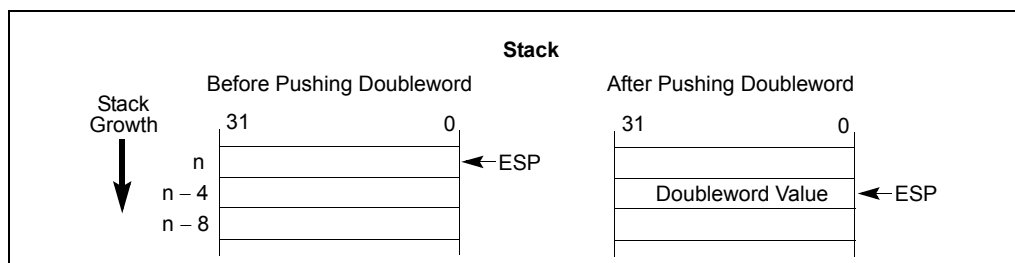 Stack
Before Pushing Doubleword
After Pushing Doubleword
Stack
Growth
31
0
31
0
n
ESP
n – 4
Doubleword Value
ESP
n – 8